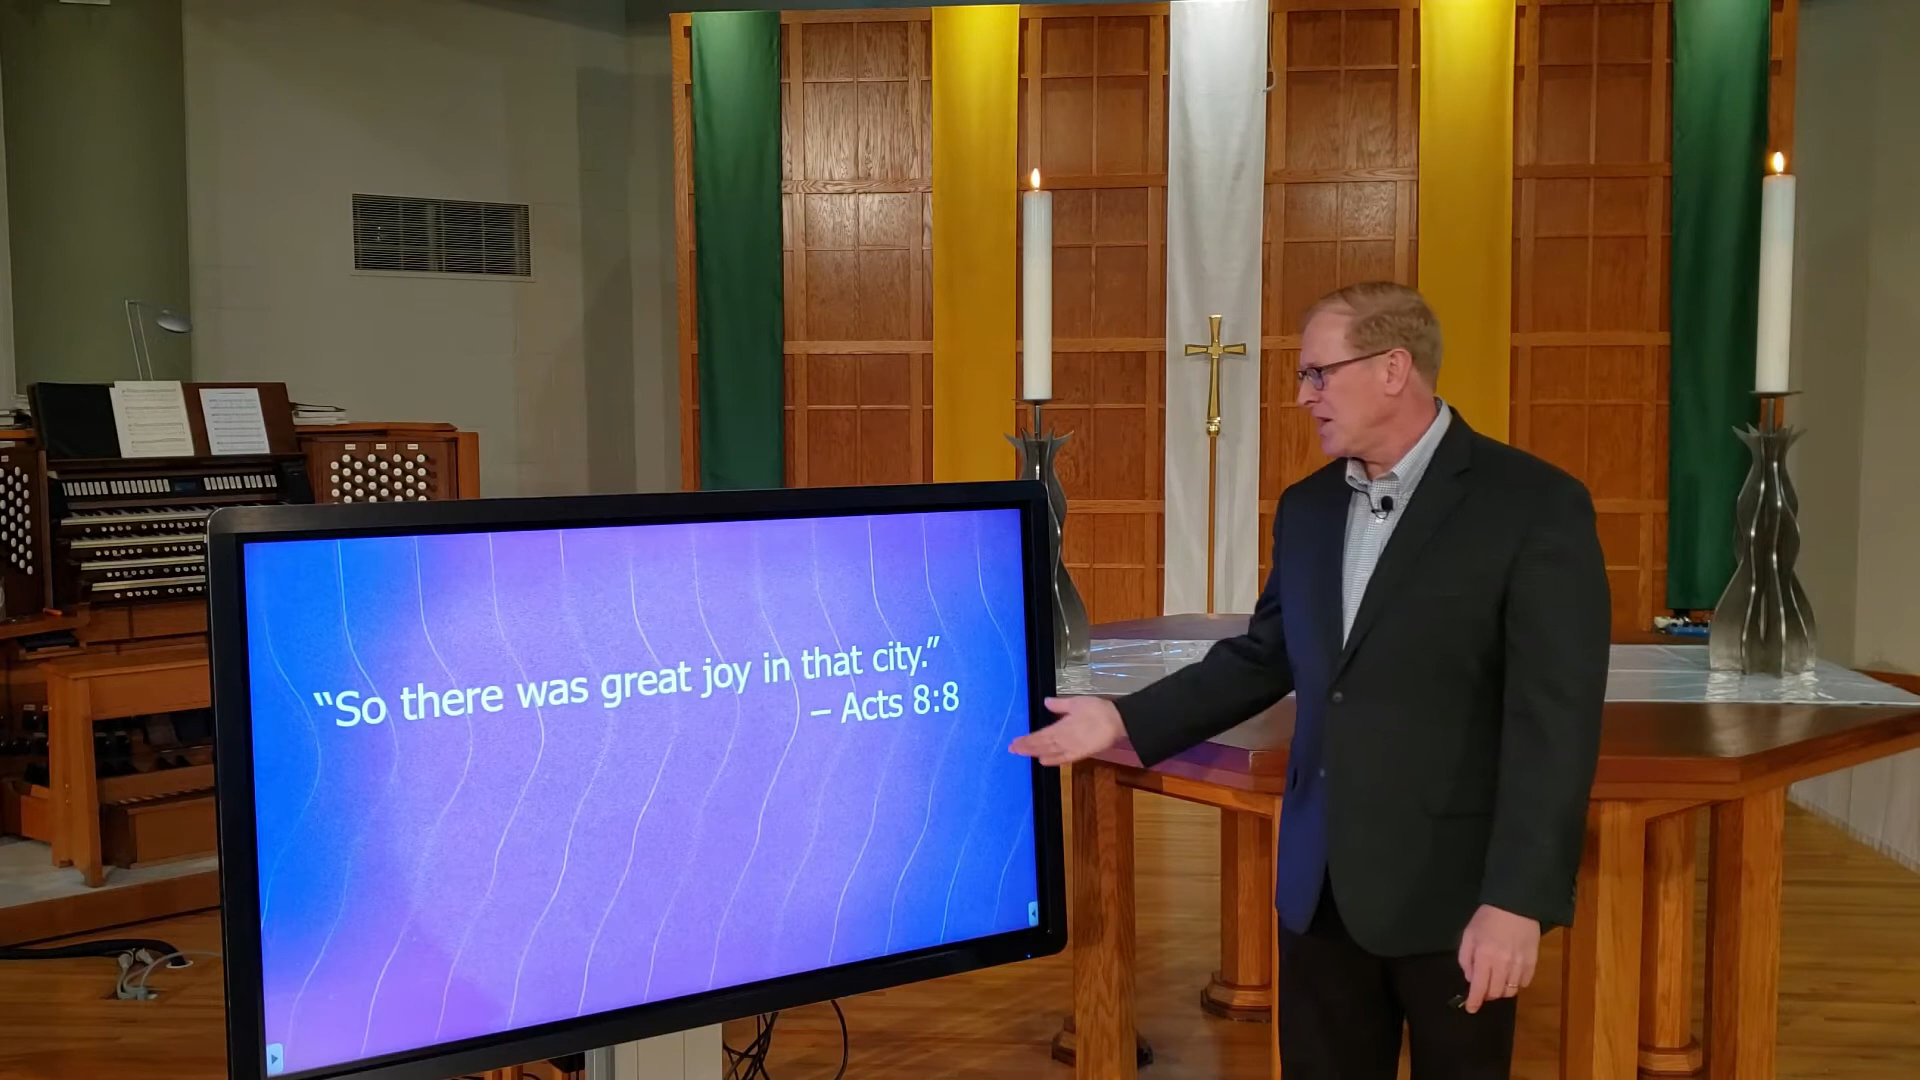 “So there was great joy in that city.”
– Acts 8:8